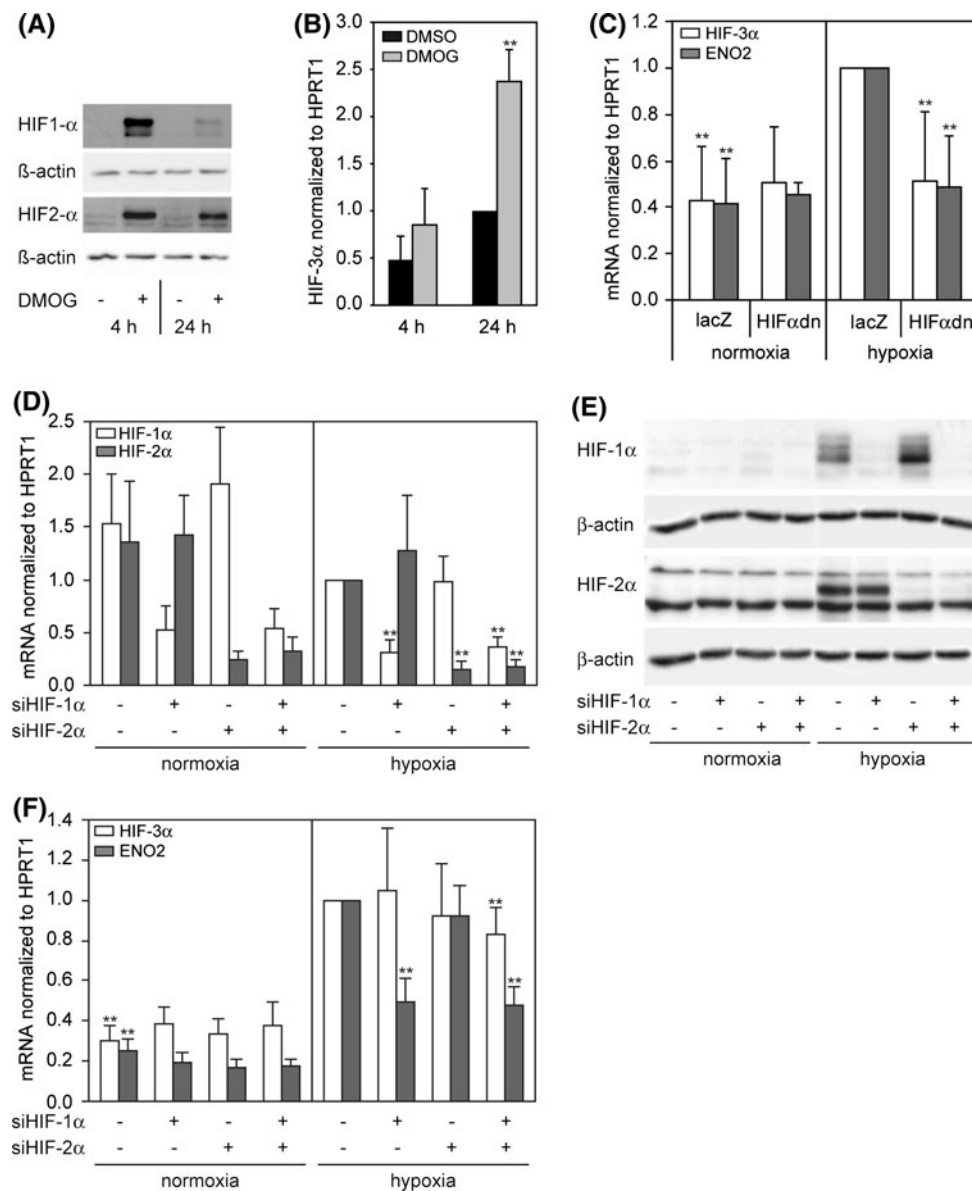 (A)
HIF1-α
ß-actin
HIF2-α
ß-actin
DMOG - + - +
4 h 24 h
(B)
HIF-3α normalized to HPRT1
3.0
2.5
2.0
1.5
1.0
0.5
0.0
DMSO
DMOG
**
4 h 24 h
(C)
mRNA normalized to HPRT1
1.2
1.0
0.8
0.6
0.4
0.2
0.0
HIF-3α
ENO2
** ** ** **
lacZ HIFαdn lacZ HIFαdn
normoxia hypoxia
(D)
mRNA normalized to HPRT1
2.5
2.0
1.5
1.0
0.5
0.0
HIF-1α
HIF-2α
** ** ** **
siHIF-1α - + - + - + - +
siHIF-2α - - + + - - + +
normoxia hypoxia
(E)
HIF-1α
β-actin
HIF-2α
β-actin
siHIF-1α - + - + - + - +
siHIF-2α - - + + - - + +
normoxia hypoxia
(F)
mRNA normalized to HPRT1
1.4
1.2
1.0
0.8
0.6
0.4
0.2
0.0
HIF-3α
ENO2
** ** ** ** **
siHIF-1α - + - + - + - +
siHIF-2α - - + + - - + +
normoxia hypoxia